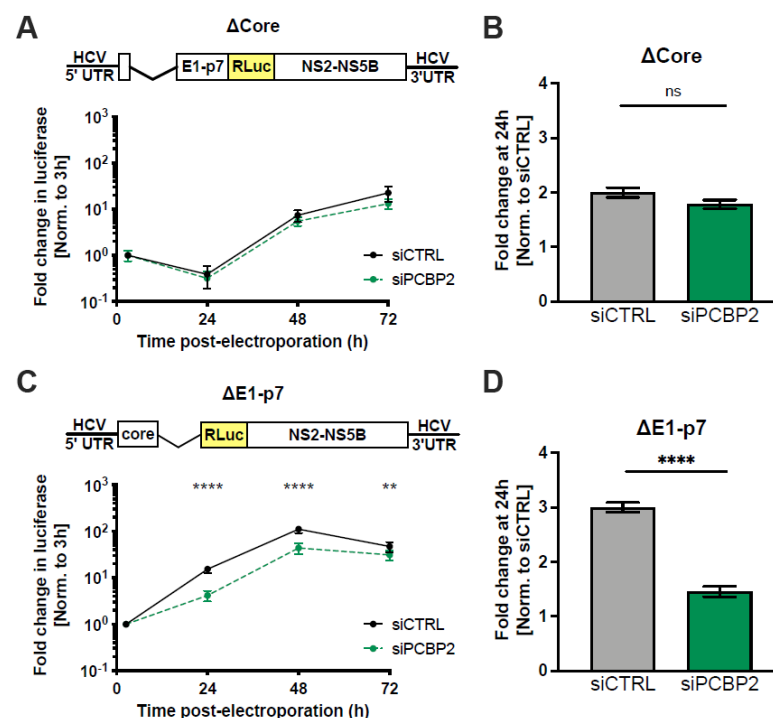 A
ΔCore
HCV
5' UTR
E1-p7
RLuc
NS2-NS5B
HCV
3'UTR
Fold change in luciferase
[Norm. to 3h]
10³
10²
10¹
10⁰
10⁻¹
siCTRL
siPCBP2
0
24
48
72
Time post-electroporation (h)
B
ΔCore
Fold change at 24h
[Norm. to siCTRL]
4
3
2
1
0
ns
siCTRL
siPCBP2
C
ΔE1-p7
HCV
5' UTR
core
RLuc
NS2-NS5B
HCV
3'UTR
Fold change in luciferase
[Norm. to 3h]
10³
10²
10¹
10⁰
10⁻¹
****
****
**
siCTRL
siPCBP2
0
24
48
72
Time post-electroporation (h)
D
ΔE1-p7
Fold change at 24h
[Norm. to siCTRL]
4
3
2
1
0
****
siCTRL
siPCBP2